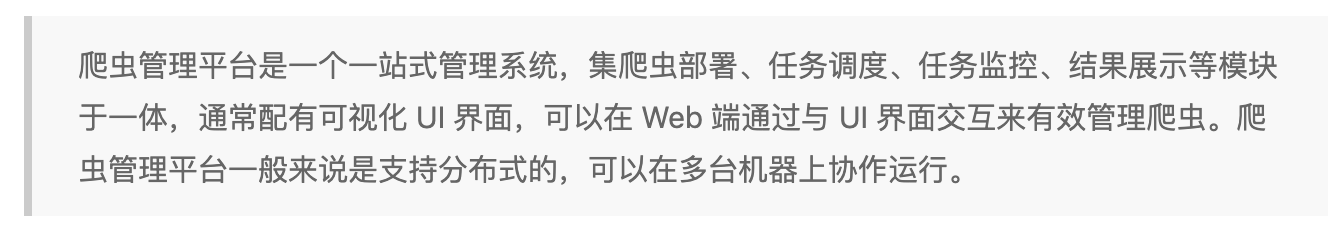 爬虫管理平台是一个一站式管理系统，集爬虫部署、任务调度、任务监控、结果展示等模块
于一体，通常配有可视化 UI 界面，可以在 Web 端通过与 UI 界面交互来有效管理爬虫。爬
虫管理平台一般来说是支持分布式的，可以在多台机器上协作运行。